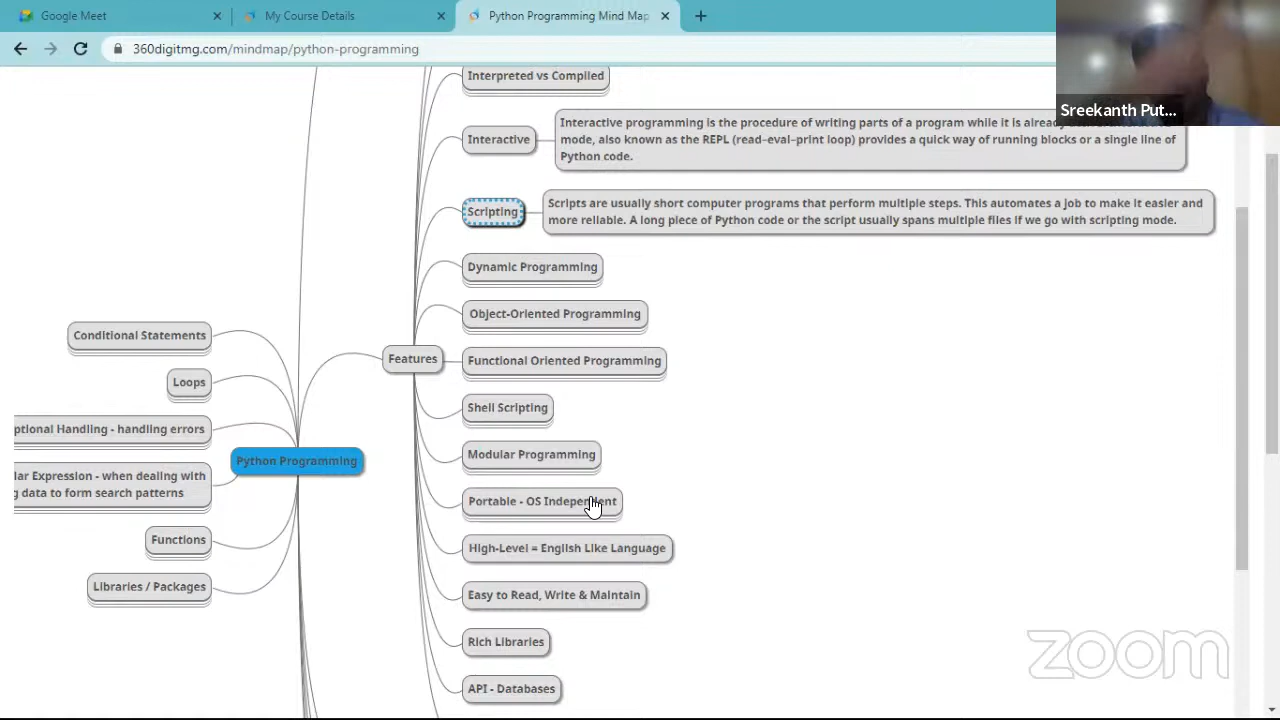 Google Meet
My Course Details
Python Programming Mind Map
360digitmg.com/mindmap/python-programming
Sreekanth Put...
Interpreted vs Compiled
Interactive
Interactive programming is the procedure of writing parts of a program while it is already
mode, also known as the REPL (read–eval–print loop) provides a quick way of running blocks or a single line of
Python code.
Scripting
Scripts are usually short computer programs that perform multiple steps. This automates a job to make it easier and
more reliable. A long piece of Python code or the script usually spans multiple files if we go with scripting mode.
Dynamic Programming
Object-Oriented Programming
Features
Functional Oriented Programming
Shell Scripting
Modular Programming
Portable - OS Independent
High-Level = English Like Language
Easy to Read, Write & Maintain
Rich Libraries
API - Databases
Python Programming
Conditional Statements
Loops
ptional Handling - handling errors
lar Expression - when dealing with
g data to form search patterns
Functions
Libraries / Packages
zoom